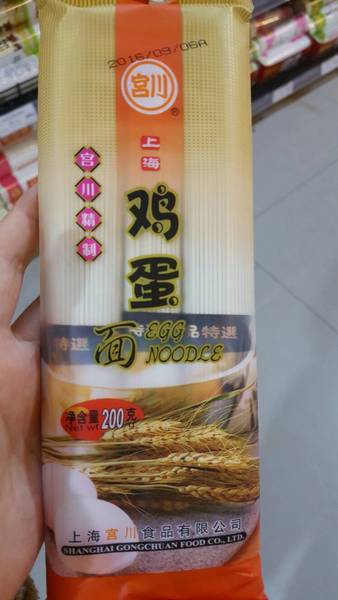 2016/09/06A
宫川
®
上海
宫川精制
鸡蛋面
EGG
NOODLE
特選
特 品特選
净含量 200克
Net wt
上海宫川食品有限公司
SHANGHAI GONGCHUAN FOOD CO., LTD.